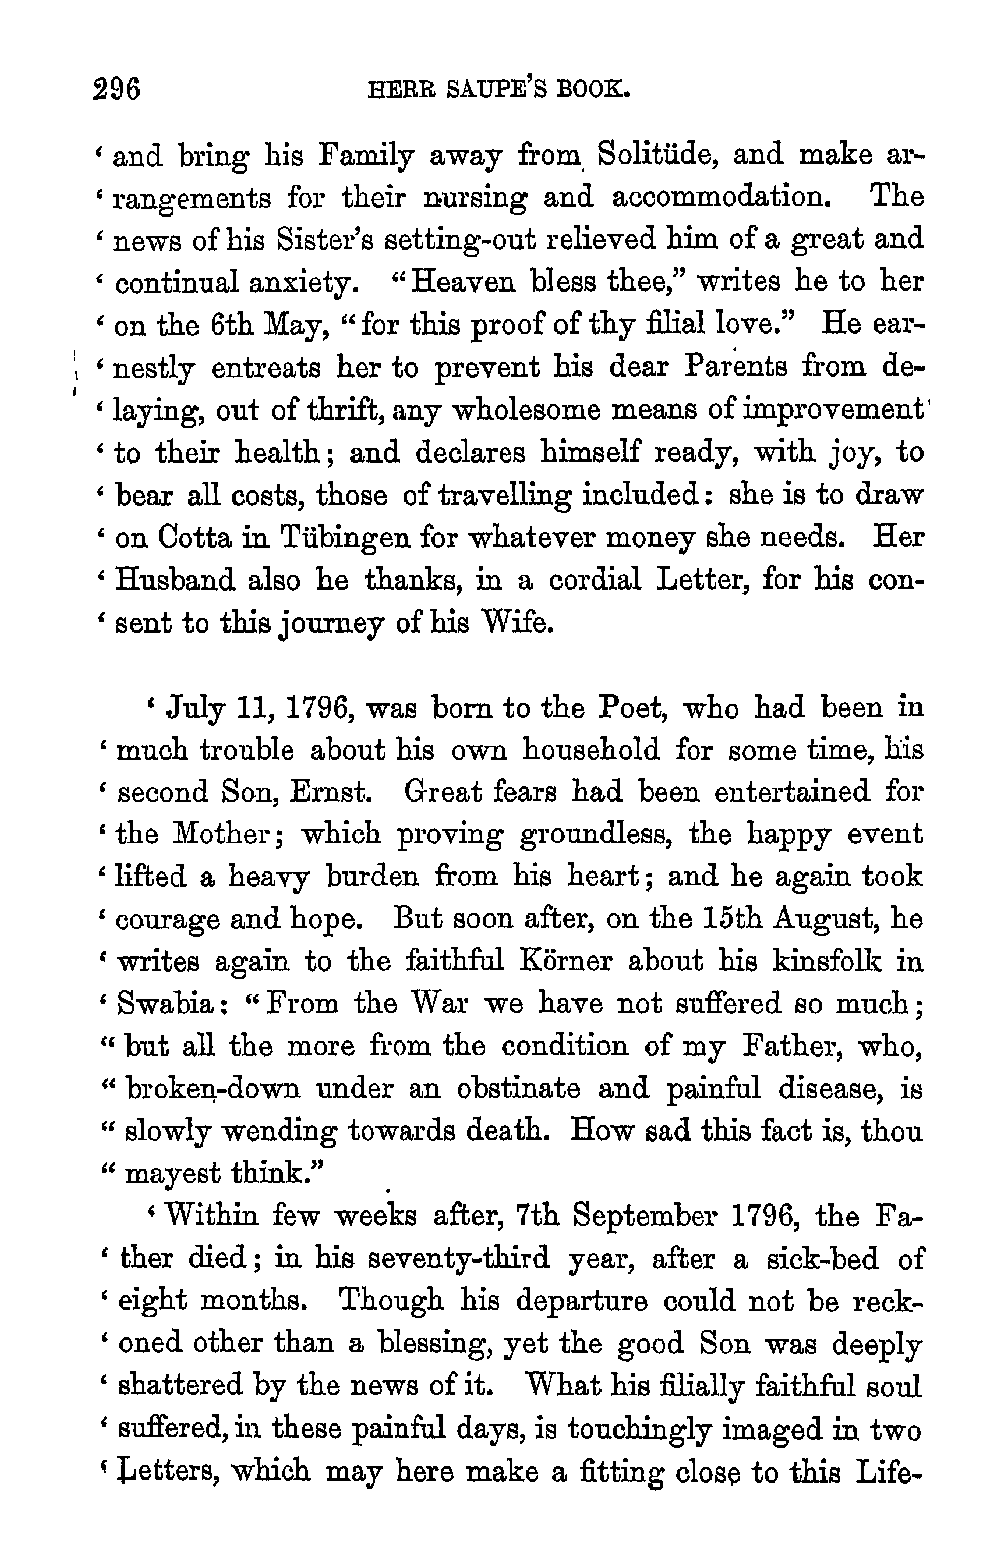 296 HERR SAUPE'S BOOK.
‘ and bring his Family away from Solitüde, and make ar-
‘ rangements for their nursing and accommodation. The
‘ news of his Sister's setting-out relieved him of a great and
‘ continual anxiety. “Heaven bless thee,” writes he to her
‘ on the 6th May, “for this proof of thy filial love.” He ear-
‘ nestly entreats her to prevent his dear Parents from de-
‘ laying, out of thrift, any wholesome means of improvement
‘ to their health; and declares himself ready, with joy, to
‘ bear all costs, those of travelling included: she is to draw
‘ on Cotta in Tübingen for whatever money she needs. Her
‘ Husband also he thanks, in a cordial Letter, for his con-
‘ sent to this journey of his Wife.
‘ July 11, 1796, was born to the Poet, who had been in
‘ much trouble about his own household for some time, his
‘ second Son, Ernst. Great fears had been entertained for
‘ the Mother; which proving groundless, the happy event
‘ lifted a heavy burden from his heart; and he again took
‘ courage and hope. But soon after, on the 15th August, he
‘ writes again to the faithful Körner about his kinsfolk in
‘ Swabia: “From the War we have not suffered so much;
“ but all the more from the condition of my Father, who,
“ broken-down under an obstinate and painful disease, is
“ slowly wending towards death. How sad this fact is, thou
“ mayest think.”
‘ Within few weeks after, 7th September 1796, the Fa-
‘ ther died; in his seventy-third year, after a sick-bed of
‘ eight months. Though his departure could not be reck-
‘ oned other than a blessing, yet the good Son was deeply
‘ shattered by the news of it. What his filially faithful soul
‘ suffered, in these painful days, is touchingly imaged in two
‘ Letters, which may here make a fitting close to this Life-